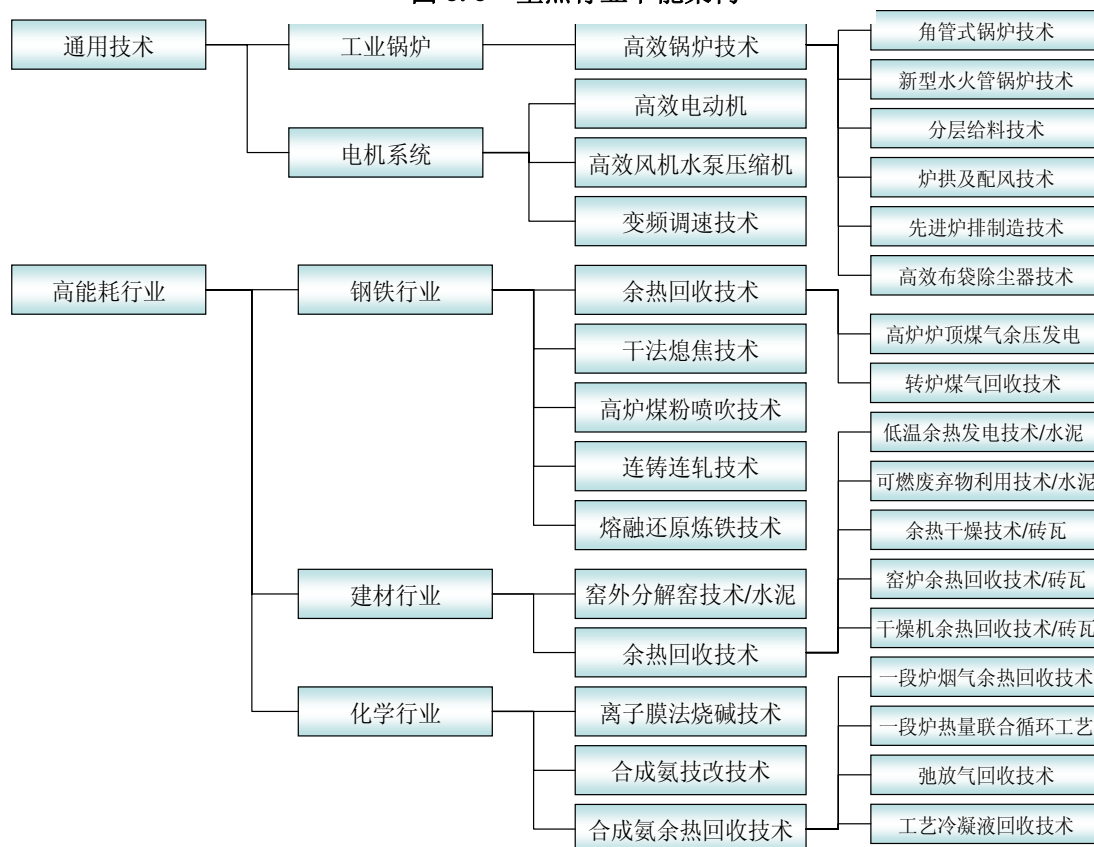 通用技术
工业锅炉
高效锅炉技术
角管式锅炉技术
新型水火管锅炉技术
分层给料技术
炉拱及配风技术
先进炉排制造技术
高效布袋除尘器技术
电机系统
高效电动机
高效风机水泵压缩机
变频调速技术
高能耗行业
钢铁行业
余热回收技术
高炉炉顶煤气余压发电
转炉煤气回收技术
干法熄焦技术
高炉煤粉喷吹技术
连铸连轧技术
熔融还原炼铁技术
建材行业
窑外分解窑技术/水泥
余热回收技术
低温余热发电技术/水泥
可燃废弃物利用技术/水泥
余热干燥技术/砖瓦
窑炉余热回收技术/砖瓦
干燥机余热回收技术/砖瓦
化学行业
离子膜法烧碱技术
合成氨技改技术
合成氨余热回收技术
一段炉烟气余热回收技术
一段炉热量联合循环工艺
弛放气回收技术
工艺冷凝液回收技术